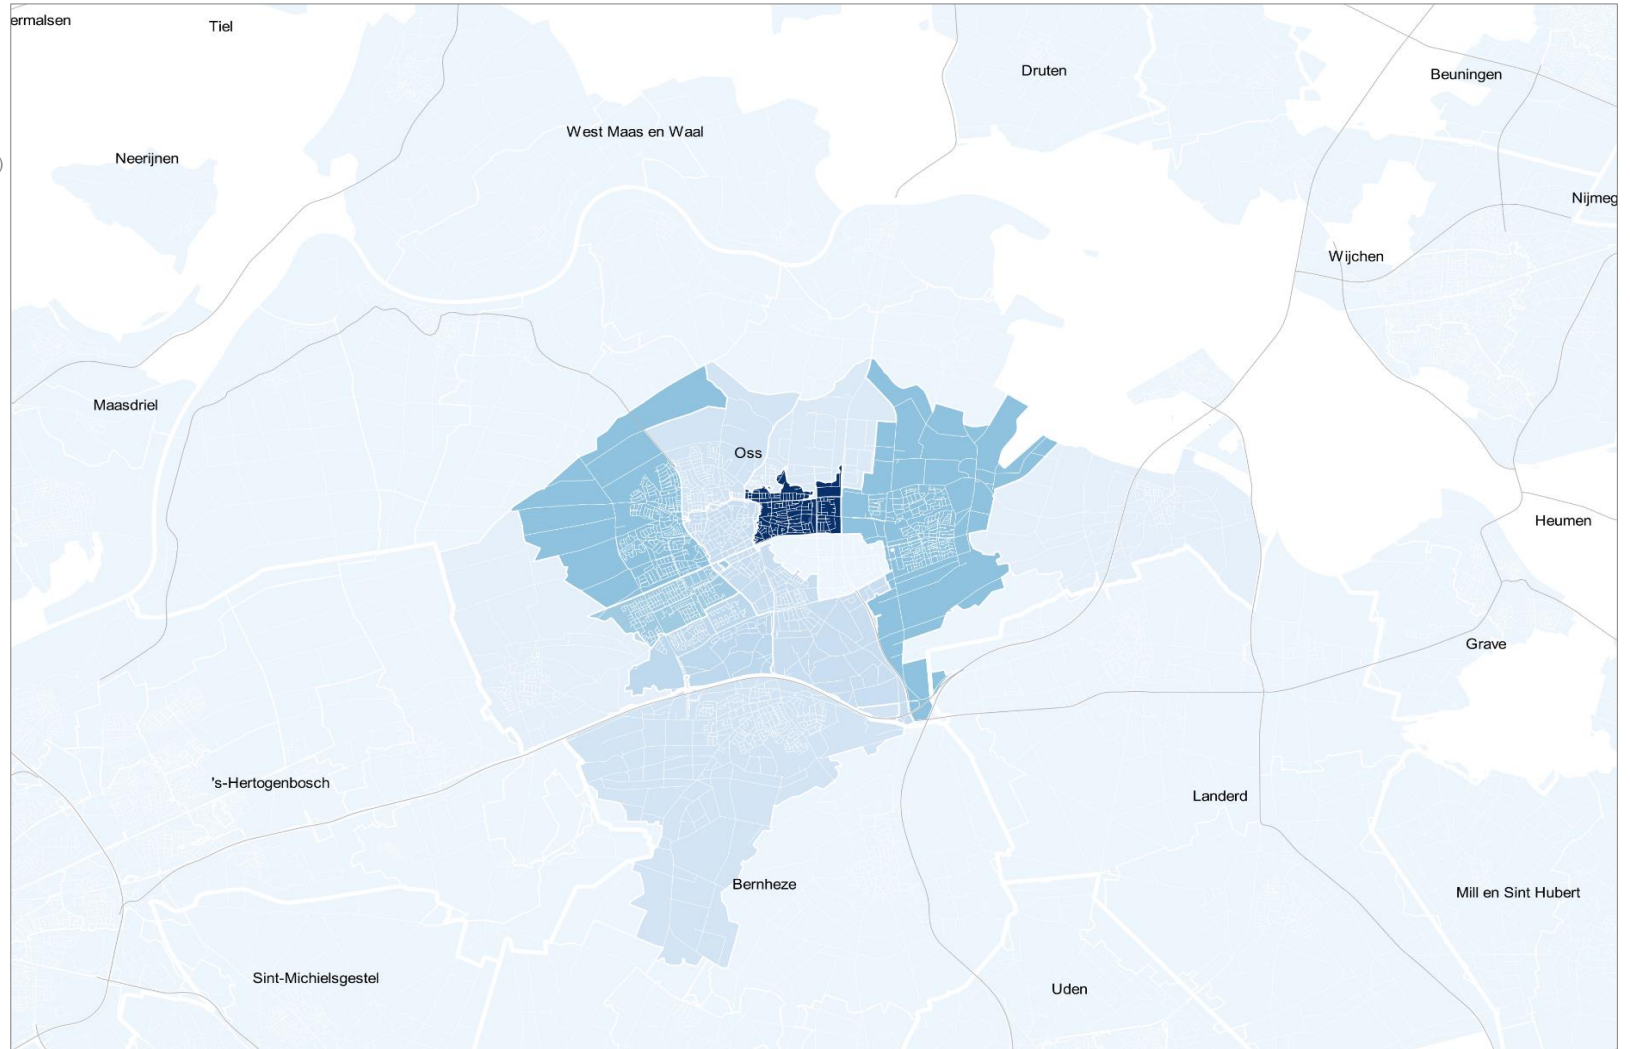 ermalsen
Tiel
Druten
Beuningen
West Maas en Waal
Neerijnen
)
Nijmeg
Wijchen
Maasdriel
Oss
Heumen
Grave
's-Hertogenbosch
Landerd
Bernheze
Mill en Sint Hubert
Sint-Michielsgestel
Uden